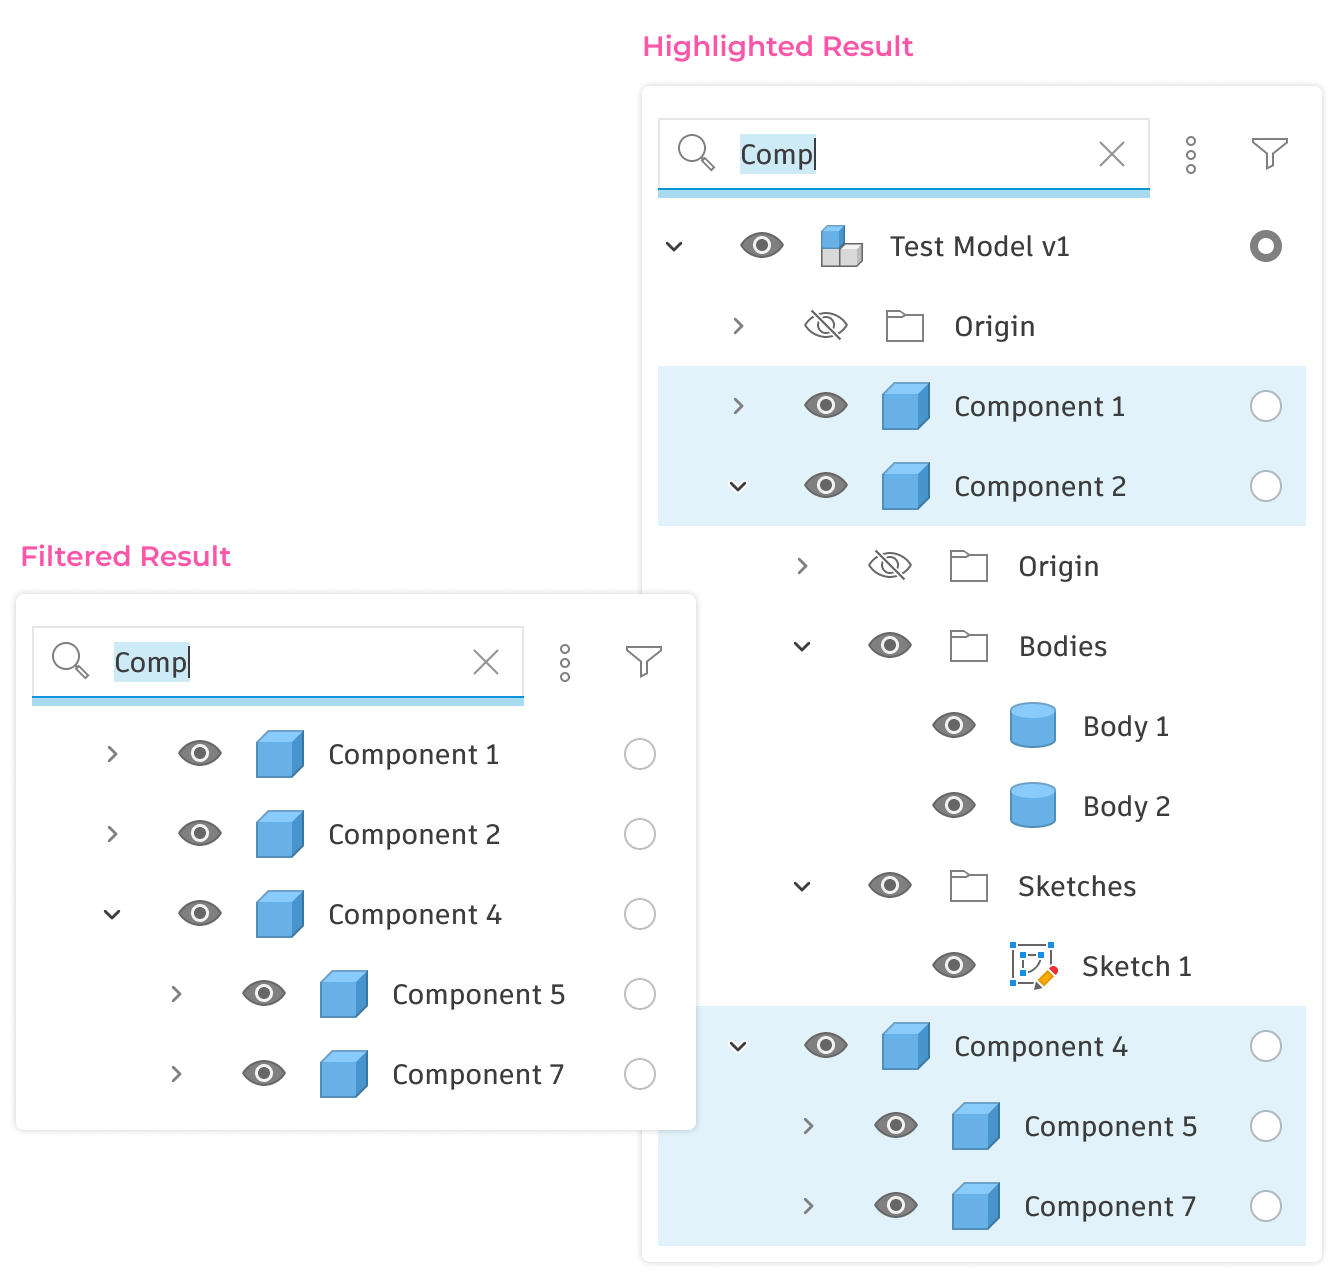 Highlighted Result
Comp
Test Model v1
Origin
Component 1
Component 2
Origin
Bodies
Body 1
Body 2
Sketches
Sketch 1
Component 4
Component 5
Component 7
Filtered Result
Comp
Component 1
Component 2
Component 4
Component 5
Component 7